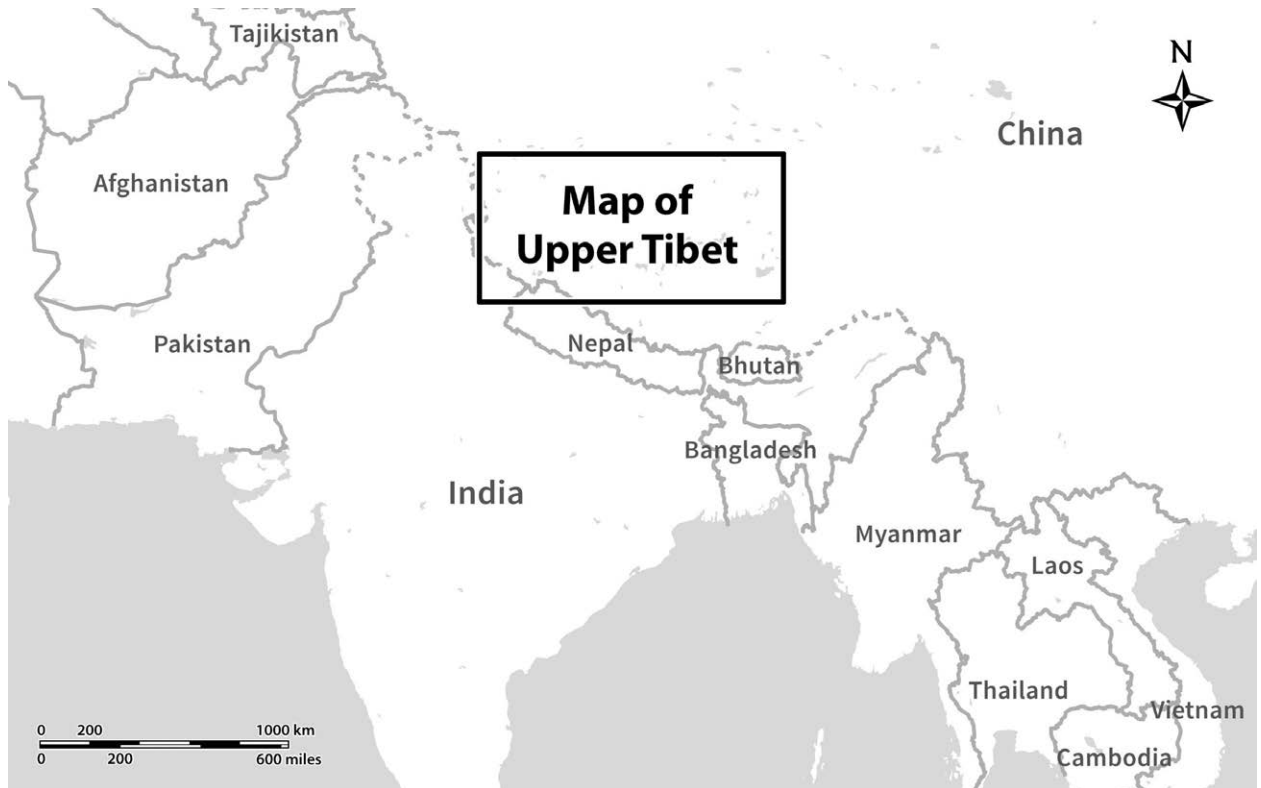 Tajikistan
N
China
Afghanistan
Map of
Upper Tibet
Pakistan
Nepal
Bhutan
Bangladesh
India
Myanmar
Laos
Thailand
Vietnam
Cambodia
0 200 1000 km
0 200 600 miles